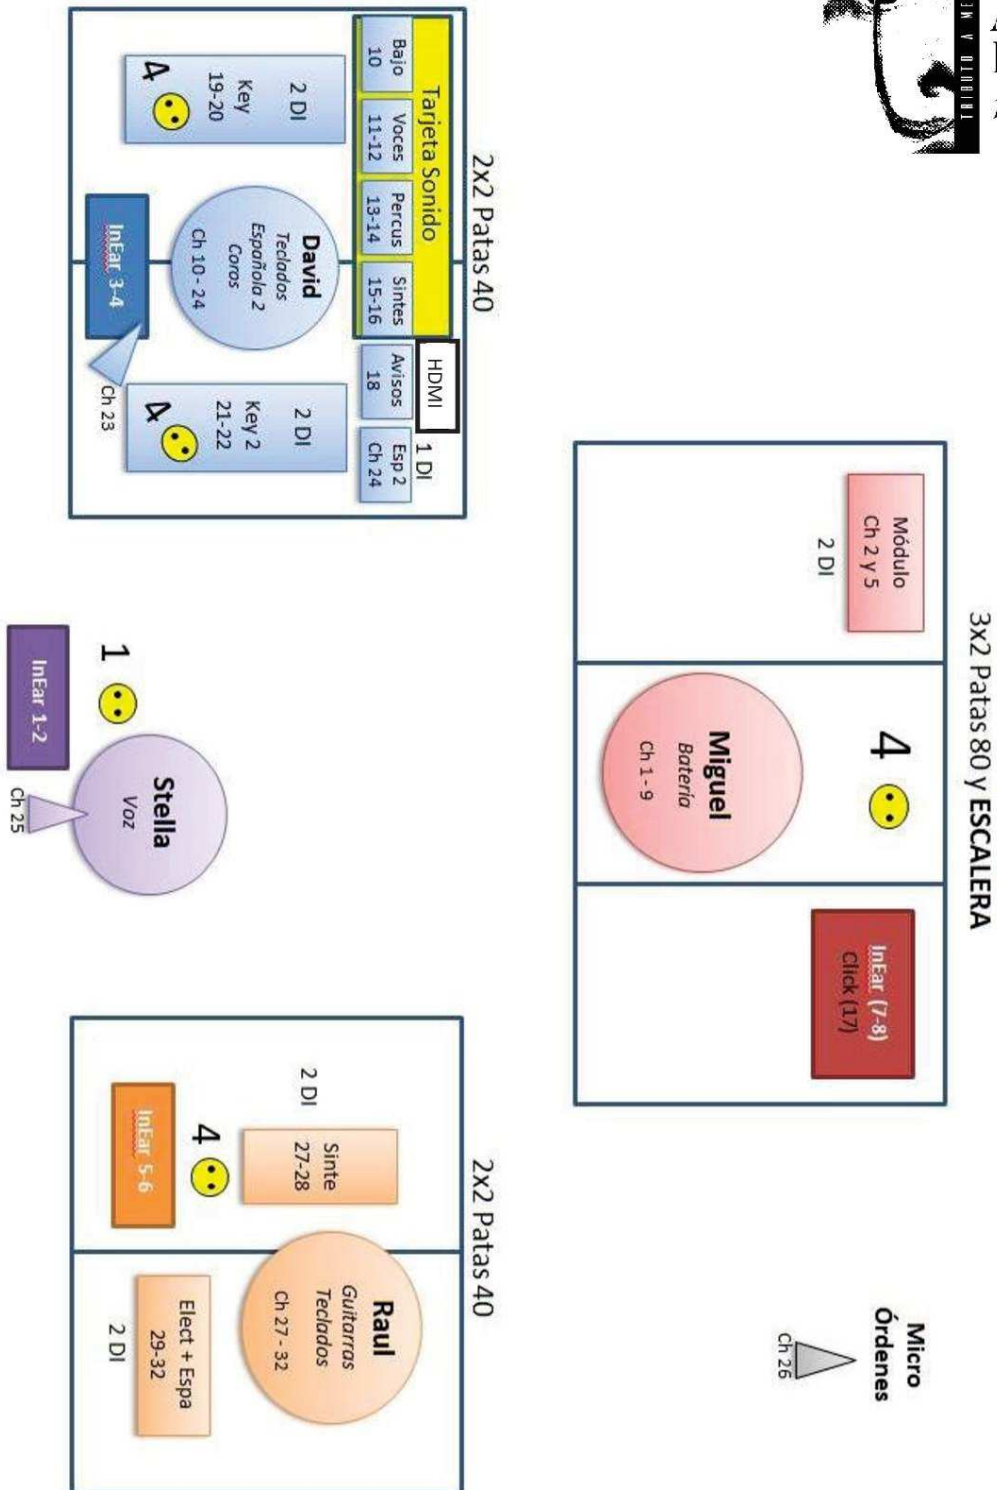 TRIBUTO A ME
3x2 Patas 80 y ESCALERA
Módulo
Ch 2 y 5
2 DI
4
Miguel
Batería
Ch 1 - 9
InEar (7-8)
Click (17)
Micro
Órdenes
Ch 26
2x2 Patas 40
Tarjeta Sonido
HDMI
1 DI
Bajo
10
Voces
11-12
Percus
13-14
Sintes
15-16
Avisos
18
Esp 2
Ch 24
2 DI
Key
19-20
4
David
Teclados
Española 2
Coros
Ch 10 - 24
2 DI
Key 2
21-22
4
InEar 3-4
Ch 23
Stella
Voz
1
InEar 1-2
Ch 25
2x2 Patas 40
2 DI
Sinte
27-28
4
InEar 5-6
Raul
Guitarras
Teclados
Ch 27 - 32
Elect + Espa
29-32
2 DI